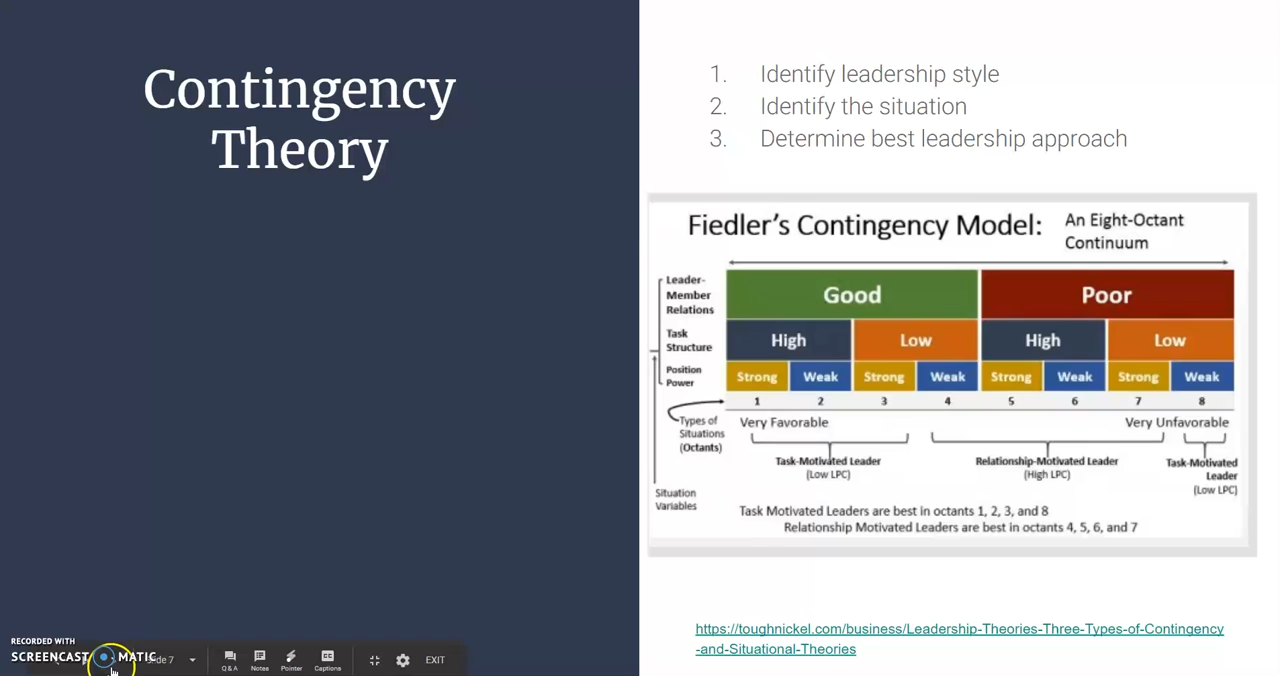 Contingency
Theory
1. Identify leadership style
2. Identify the situation
3. Determine best leadership approach
Fiedler's Contingency Model: An Eight-Octant
Continuum
Leader-
Member
Relations
Good Poor
Task
Structure
High Low High Low
Position
Power
Strong Weak Strong Weak Strong Weak Strong Weak
1 2 3 4 5 6 7 8
Types of
Situations
(Octants)
Very Favorable Very Unfavorable
Task-Motivated Leader
(Low LPC)
Relationship-Motivated Leader
(High LPC)
Task-Motivated
Leader
(Low LPC)
Situation
Variables
Task Motivated Leaders are best in octants 1, 2, 3, and 8
Relationship Motivated Leaders are best in octants 4, 5, 6, and 7
https://toughnickel.com/business/Leadership-Theories-Three-Types-of-Contingency
-and-Situational-Theories
RECORDED WITH
SCREENCAST MATIC
7
Q & A Notes Pointer Captions EXIT